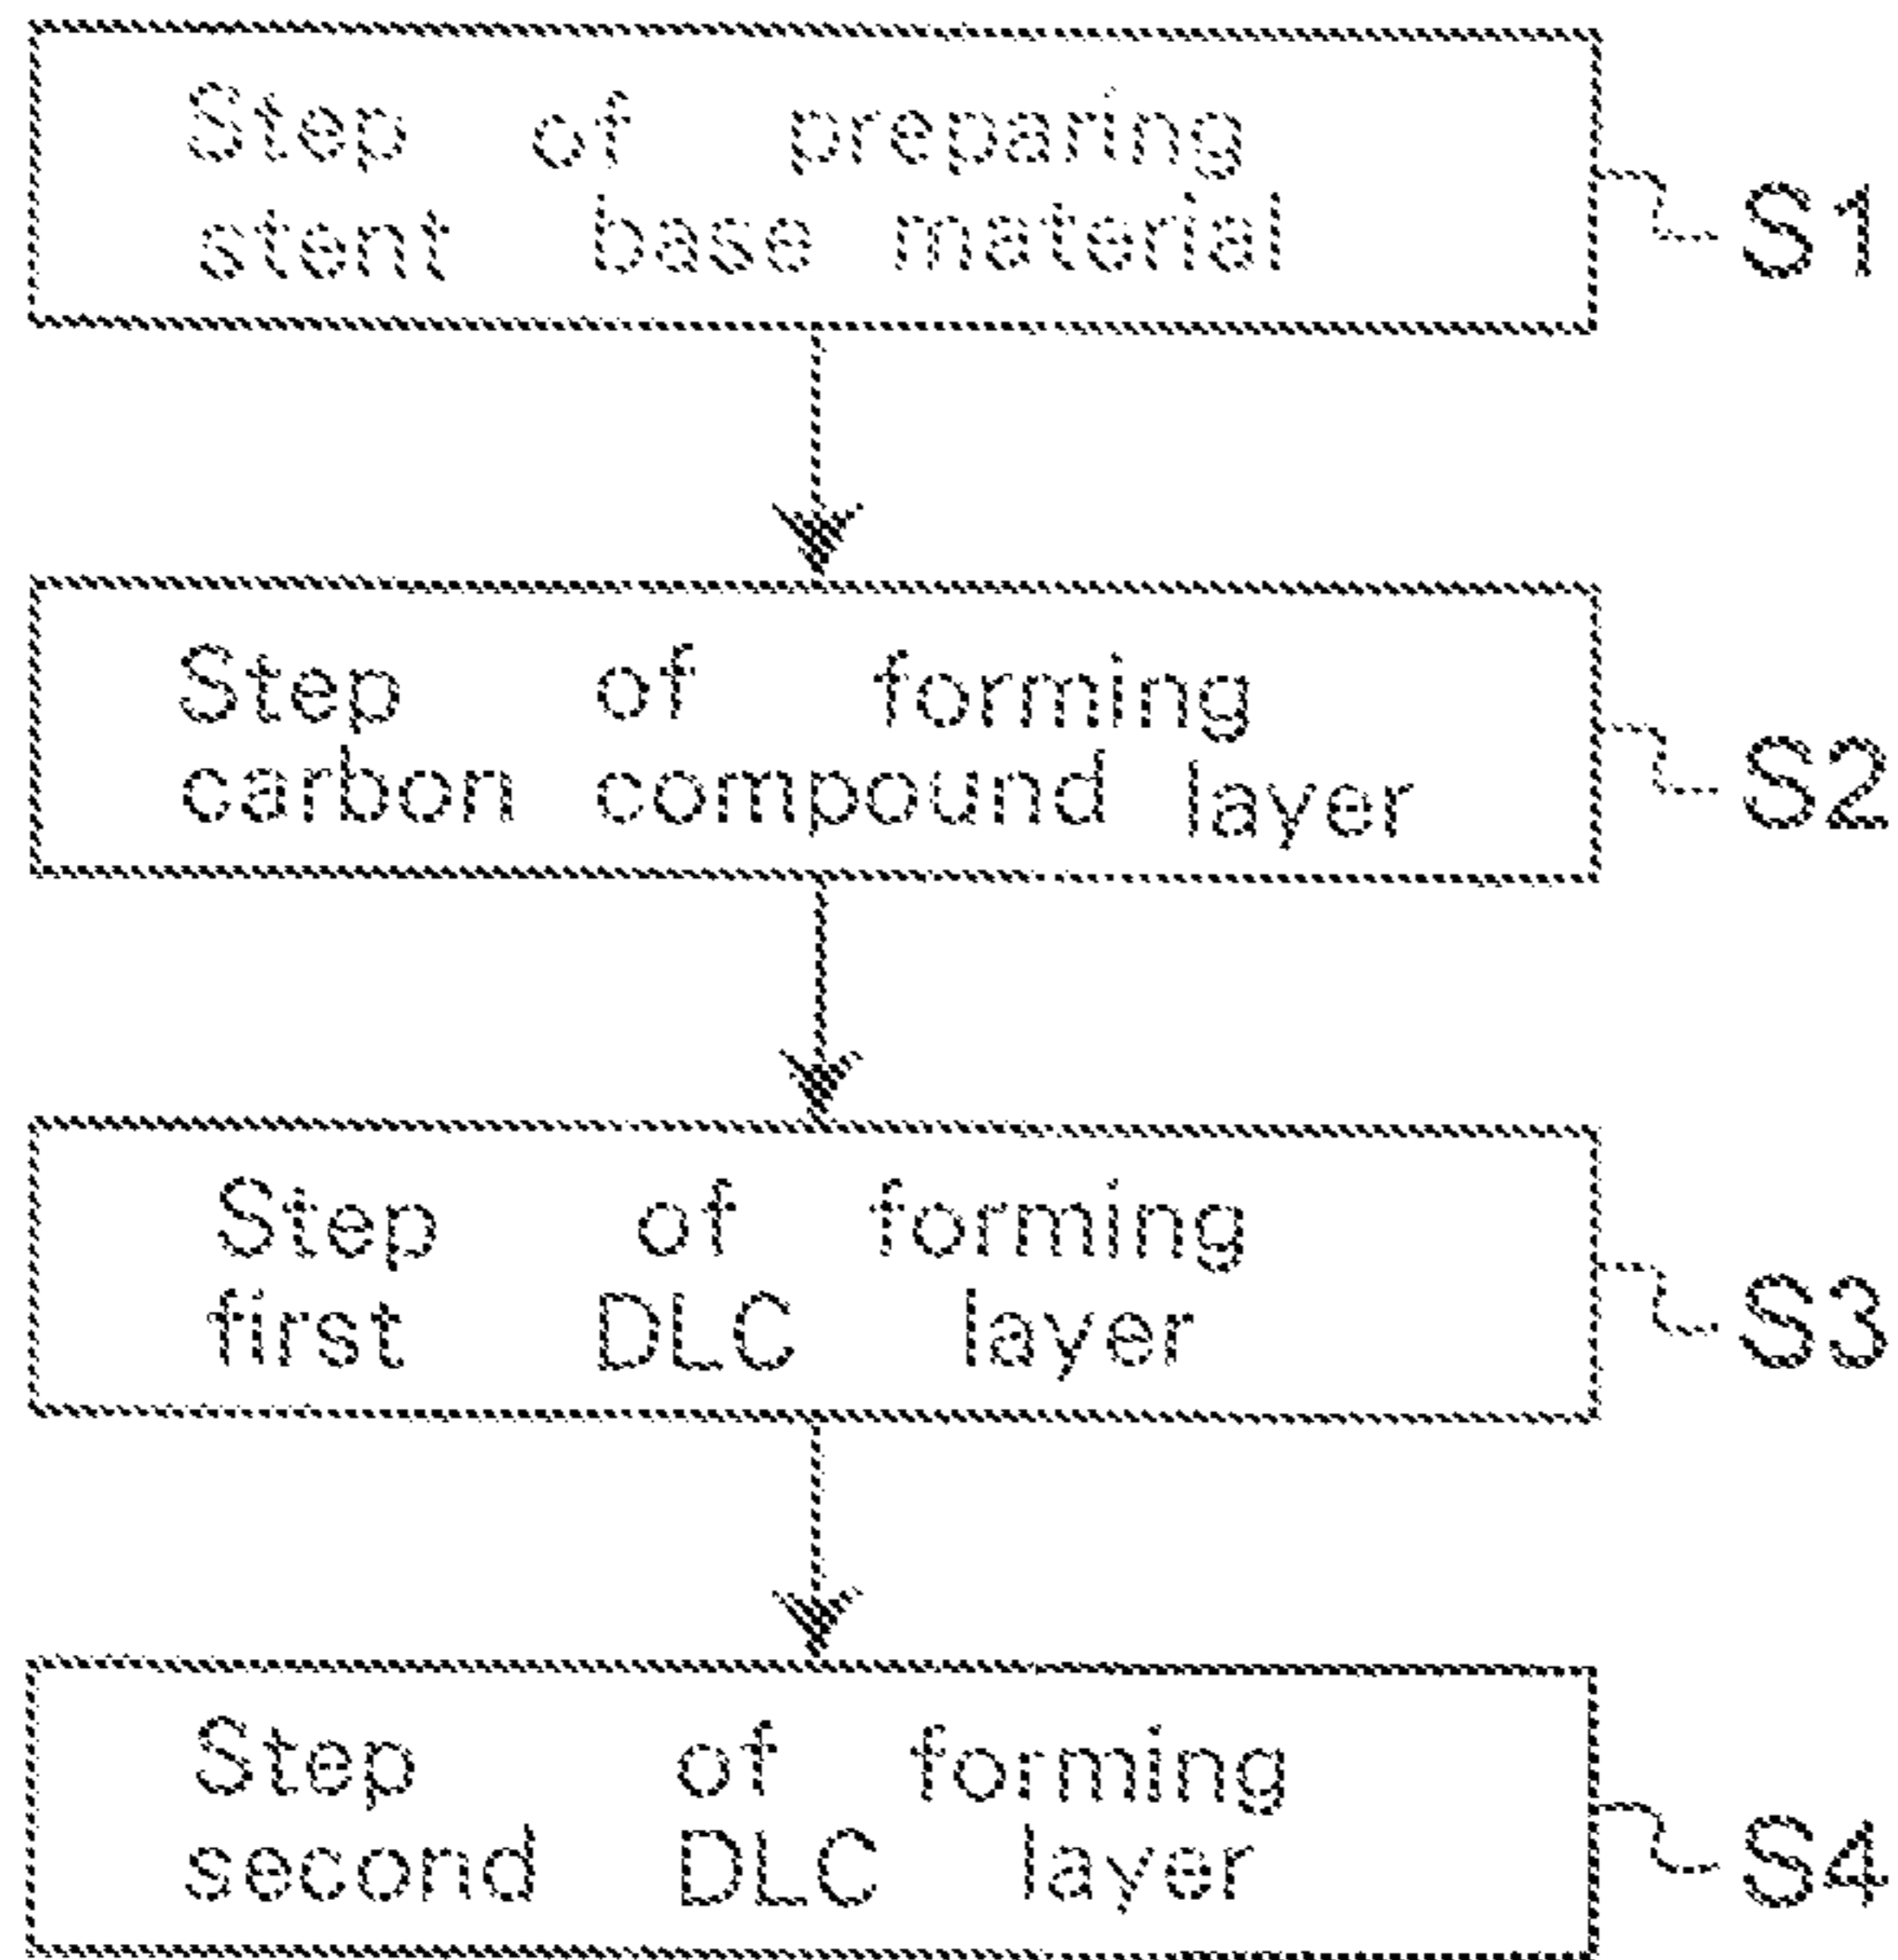 Step of preparing
stent base material
S1
Step of forming
carbon compound layer
S2
Step of forming
first DLC layer
S3
Step of forming
second DLC layer
S4